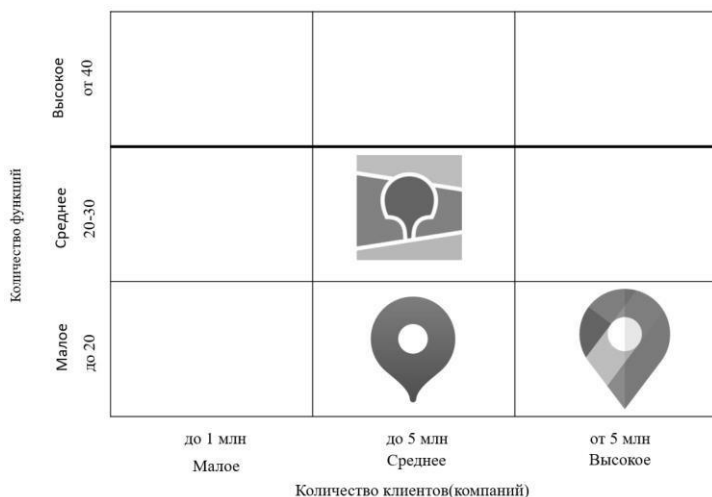 Количество функций
Высокое
от 40
Среднее
20-30
Малое
до 20
до 1 млн
Малое
до 5 млн
Среднее
от 5 млн
Высокое
Количество клиентов(компаний)